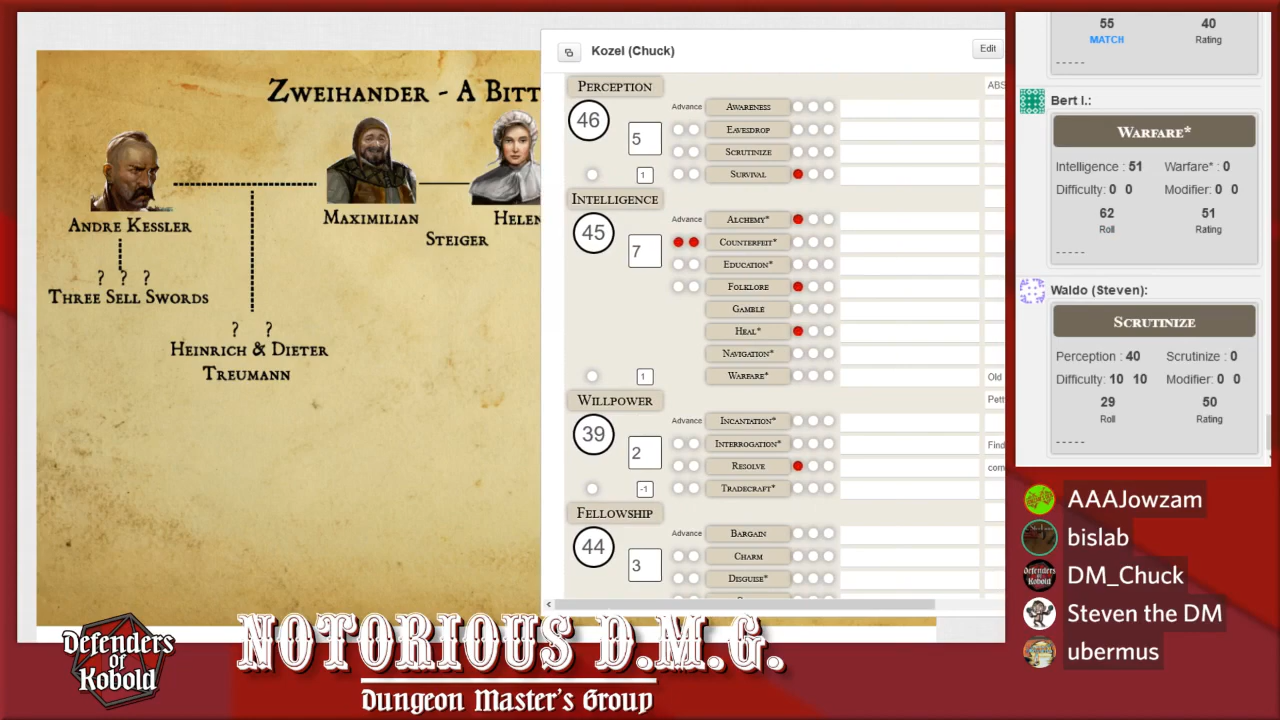 Zweihander - A Bitt
Andre Kessler
? ? ?
Three Sell Swords
Maximilian
Helen
Steiger
? ?
Heinrich & Dieter
Treumann
Kozel (Chuck)
Edit
Perception
46
5
1
Advance
Awareness
Eavesdrop
Scrutinize
Survival
ABS
Intelligence
45
7
1
Advance
Alchemy*
Counterfeit*
Education*
Folklore
Gamble
Heal*
Navigation*
Warfare*
Old
Willpower
39
2
-1
Advance
Incantation*
Interrogation*
Resolve
Tradecraft*
Find
com
Fellowship
44
3
Advance
Bargain
Charm
Disguise*
55 40
MATCH Rating
-----
Bert I.:
Warfare*
Intelligence : 51 Warfare* : 0
Difficulty: 0 0 Modifier: 0 0
62 51
Roll Rating
-----
Waldo (Steven):
Scrutinize
Perception : 40 Scrutinize : 0
Difficulty: 10 10 Modifier: 0 0
29 50
Roll Rating
-----
AAAJowzam
bislab
DM_Chuck
Steven the DM
ubermus
Defenders
of
Kobold
Notorious D.M.G.
Dungeon Master's Group